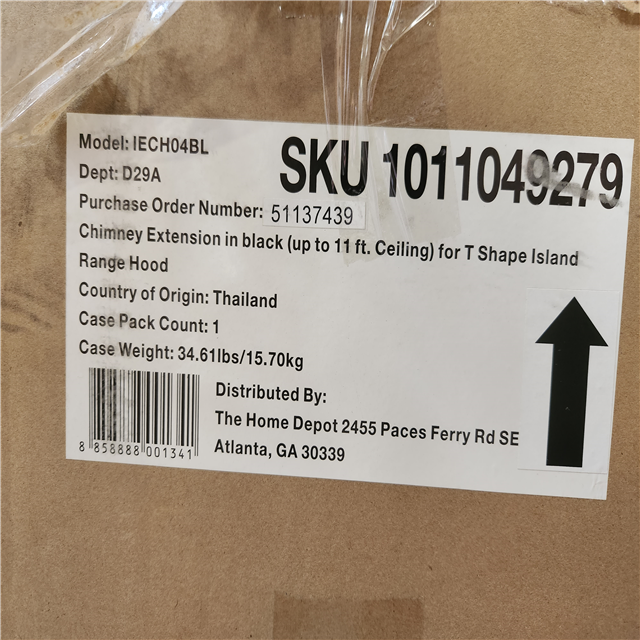 Model: IECH04BL
SKU 1011049279
Dept: D29A
Purchase Order Number: 51137439
Chimney Extension in black (up to 11 ft. Ceiling) for T Shape Island
Range Hood
Country of Origin: Thailand
Case Pack Count: 1
Case Weight: 34.61lbs/15.70kg
Distributed By:
The Home Depot 2455 Paces Ferry Rd SE
Atlanta, GA 30339
8 858888 001341